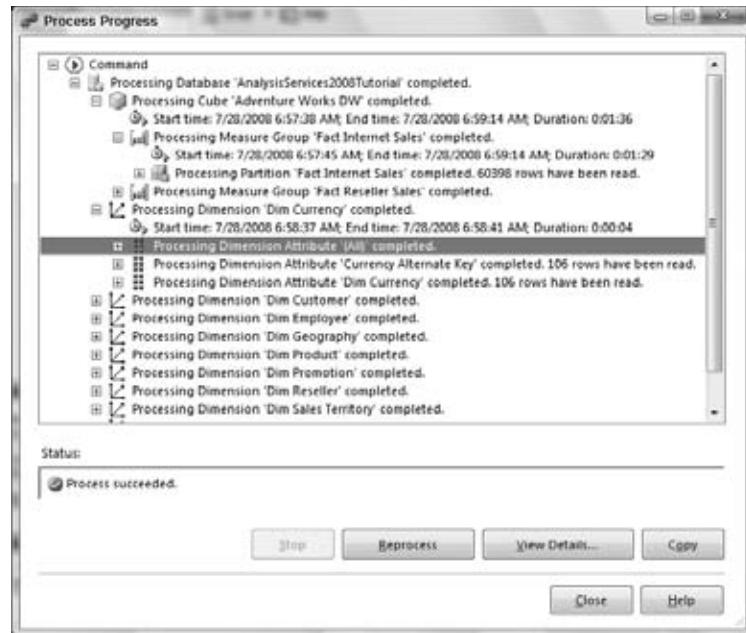 Process Progress
Command
Processing Database 'AnalysisServices2008Tutorial' completed.
Processing Cube 'Adventure Works DW' completed.
Start time: 7/28/2008 6:57:38 AM; End time: 7/28/2008 6:59:14 AM; Duration: 0:01:36
Processing Measure Group 'Fact Internet Sales' completed.
Start time: 7/28/2008 6:57:45 AM; End time: 7/28/2008 6:59:14 AM; Duration: 0:01:29
Processing Partition 'Fact Internet Sales' completed. 60398 rows have been read.
Processing Measure Group 'Fact Reseller Sales' completed.
Processing Dimension 'Dim Currency' completed.
Start time: 7/28/2008 6:58:37 AM; End time: 7/28/2008 6:58:41 AM; Duration: 0:00:04
Processing Dimension Attribute '(All)' completed.
Processing Dimension Attribute 'Currency Alternate Key' completed. 106 rows have been read.
Processing Dimension Attribute 'Dim Currency' completed. 106 rows have been read.
Processing Dimension 'Dim Customer' completed.
Processing Dimension 'Dim Employee' completed.
Processing Dimension 'Dim Geography' completed.
Processing Dimension 'Dim Product' completed.
Processing Dimension 'Dim Promotion' completed.
Processing Dimension 'Dim Reseller' completed.
Processing Dimension 'Dim Sales Territory' completed.
Status:
Process succeeded.
Stop
Reprocess
View Details...
Copy
Close
Help